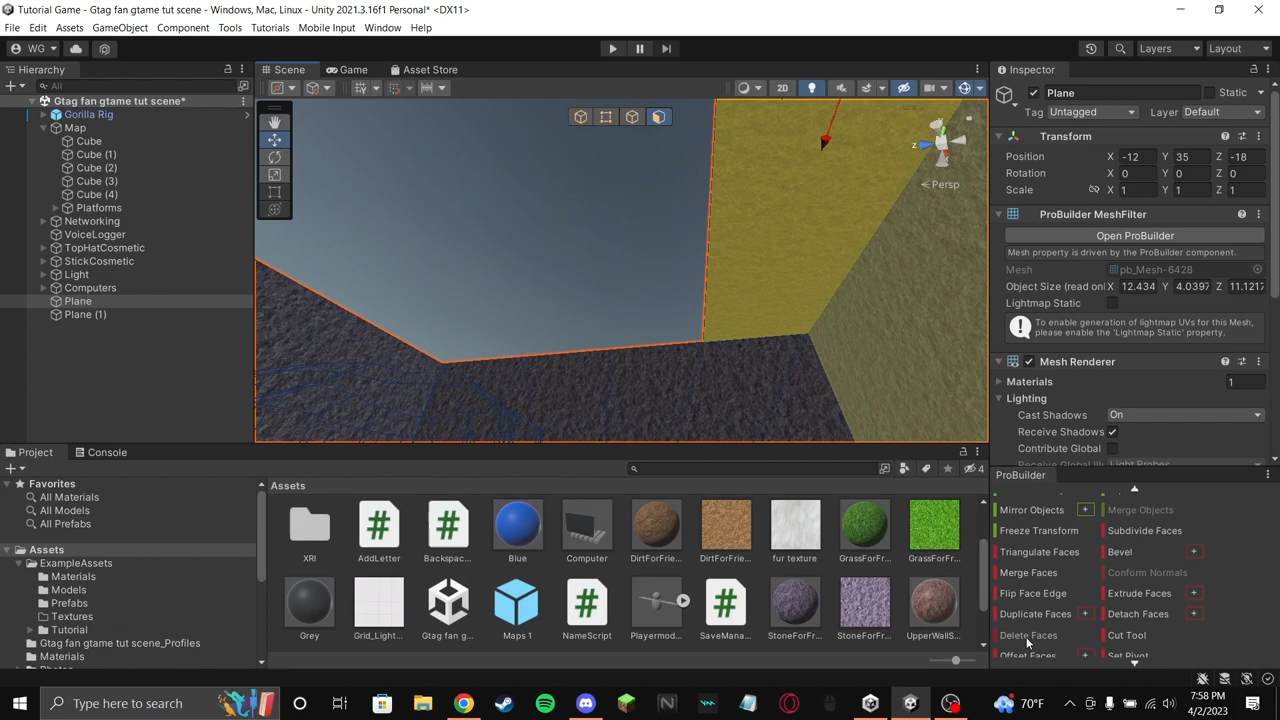 Tutorial Game - Gtag fan gtame tut scene - Windows, Mac, Linux - Unity 2021.3.16f1 Personal* <DX11>
File Edit Assets GameObject Component Tools Tutorials Mobile Input Window Help
WG
Layers Layout
Hierarchy
Scene Game Asset Store
Inspector
All
2D
Plane Static
Tag Untagged Layer Default
Gtag fan gtame tut scene*
Gorilla Rig
Map
Cube
Cube (1)
Cube (2)
Cube (3)
Cube (4)
Platforms
Networking
VoiceLogger
TopHatCosmetic
StickCosmetic
Light
Computers
Plane
Plane (1)
z
Persp
Transform
Position X -12 Y 35 Z -18
Rotation X 0 Y 0 Z 0
Scale X 1 Y 1 Z 1
ProBuilder MeshFilter
Open ProBuilder
Mesh property is driven by the ProBuilder component.
Mesh pb_Mesh-6428
Object Size (read onl X 12.434 Y 4.0397 Z 11.1217
Lightmap Static
To enable generation of lightmap UVs for this Mesh,
please enable the 'Lightmap Static' property.
Mesh Renderer
Materials 1
Lighting
Cast Shadows On
Receive Shadows
Contribute Global
Project Console
4
Favorites
All Materials
All Models
All Prefabs
Assets
ExampleAssets
Materials
Models
Prefabs
Textures
Tutorial
Gtag fan gtame tut scene_Profiles
Materials
Assets
XRI AddLetter Backspac... Blue Computer DirtForFrie... DirtForFrie... fur texture GrassForFr... GrassForFr...
Grey Grid_Light... Gtag fan g... Maps 1 NameScript Playermod... SaveMana... StoneForFr... StoneForFr... UpperWallS...
ProBuilder
Mirror Objects + Merge Objects
Freeze Transform Subdivide Faces
Triangulate Faces Bevel +
Merge Faces Conform Normals
Flip Face Edge Extrude Faces +
Duplicate Faces + Detach Faces +
Delete Faces Cut Tool
Offset Faces + Set Pivot
Type here to search
70°F
7:58 PM
4/2/2023